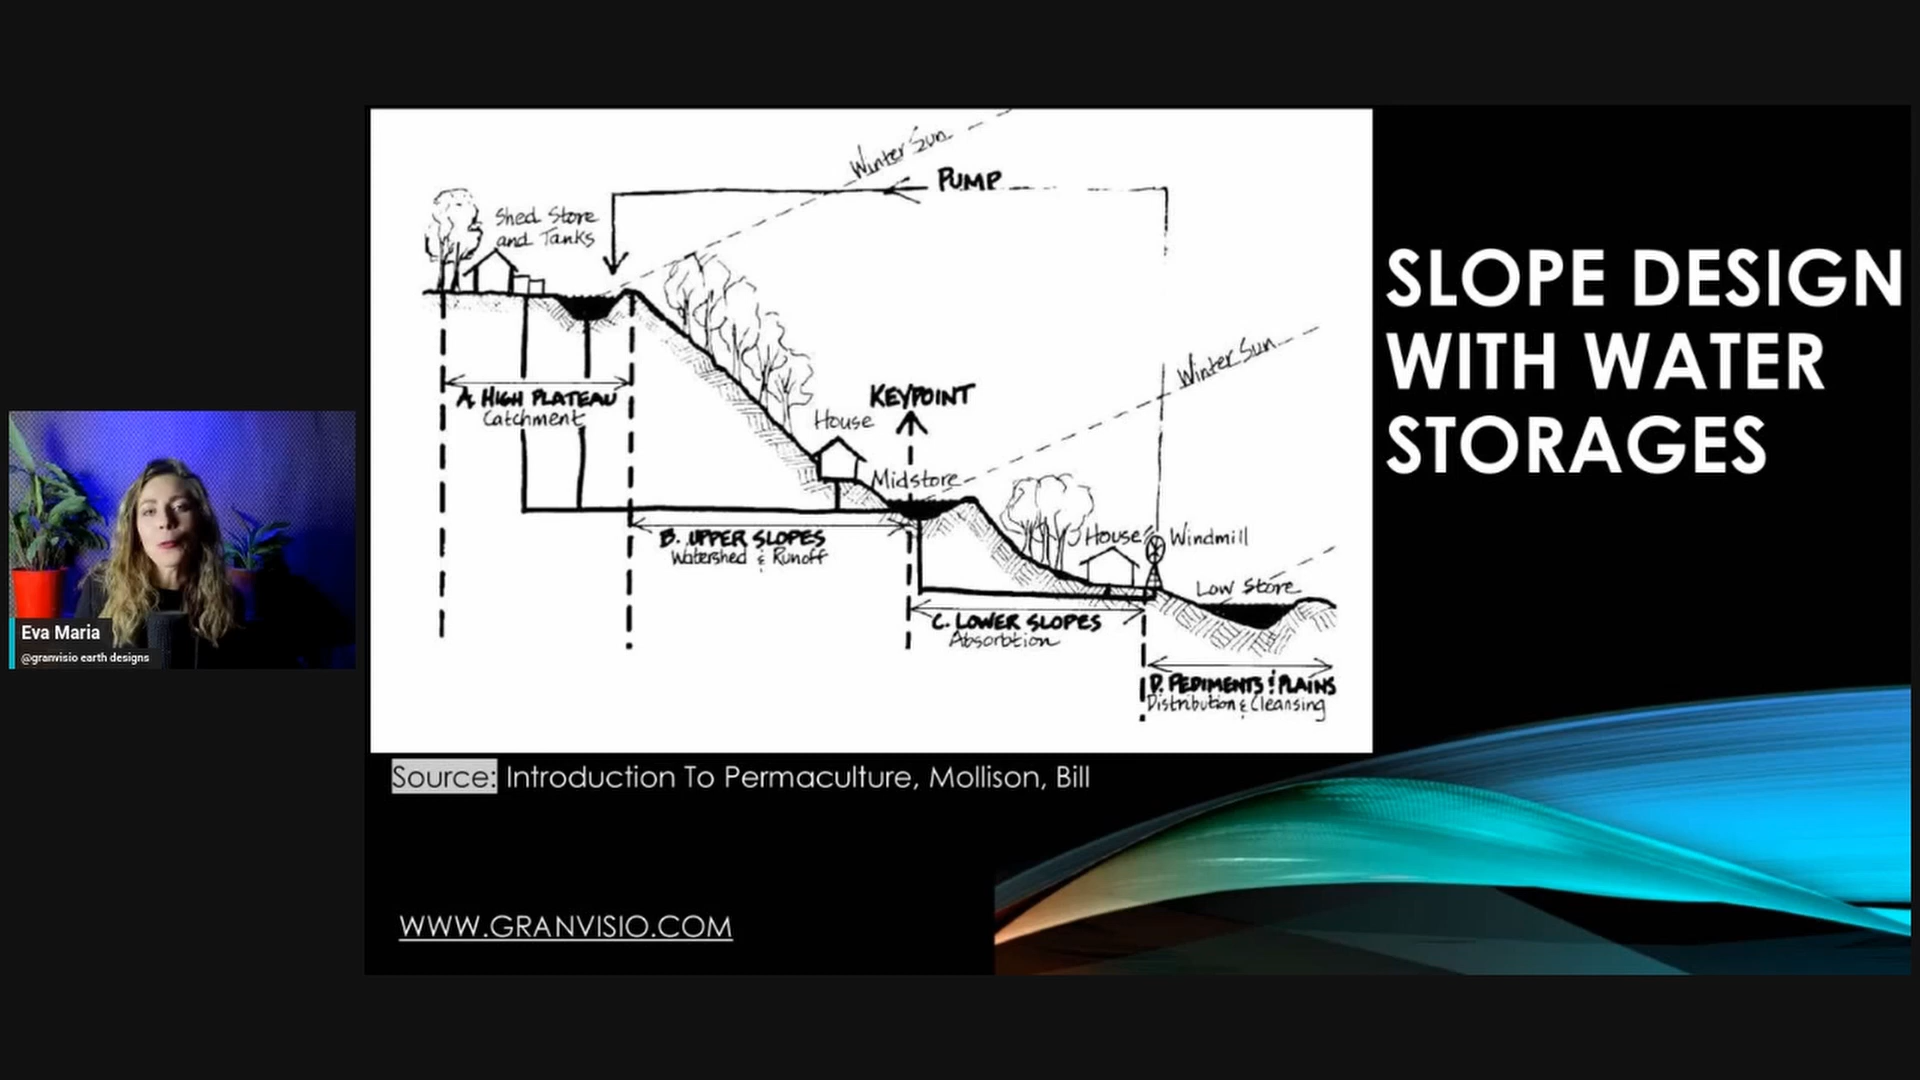 Winter Sun
PUMP
Shed Store
and Tanks
Winter Sun
A. HIGH PLATEAU
Catchment
KEYPOINT
House
Midstore
B. UPPER SLOPES
Watershed & Runoff
House
Windmill
Low Store
C. LOWER SLOPES
Absorbtion
D. PEDIMENTS & PLAINS
Distribution & Cleansing
SLOPE DESIGN
WITH WATER
STORAGES
Eva Maria
@granvisio earth designs
Source: Introduction To Permaculture, Mollison, Bill
WWW.GRANVISIO.COM